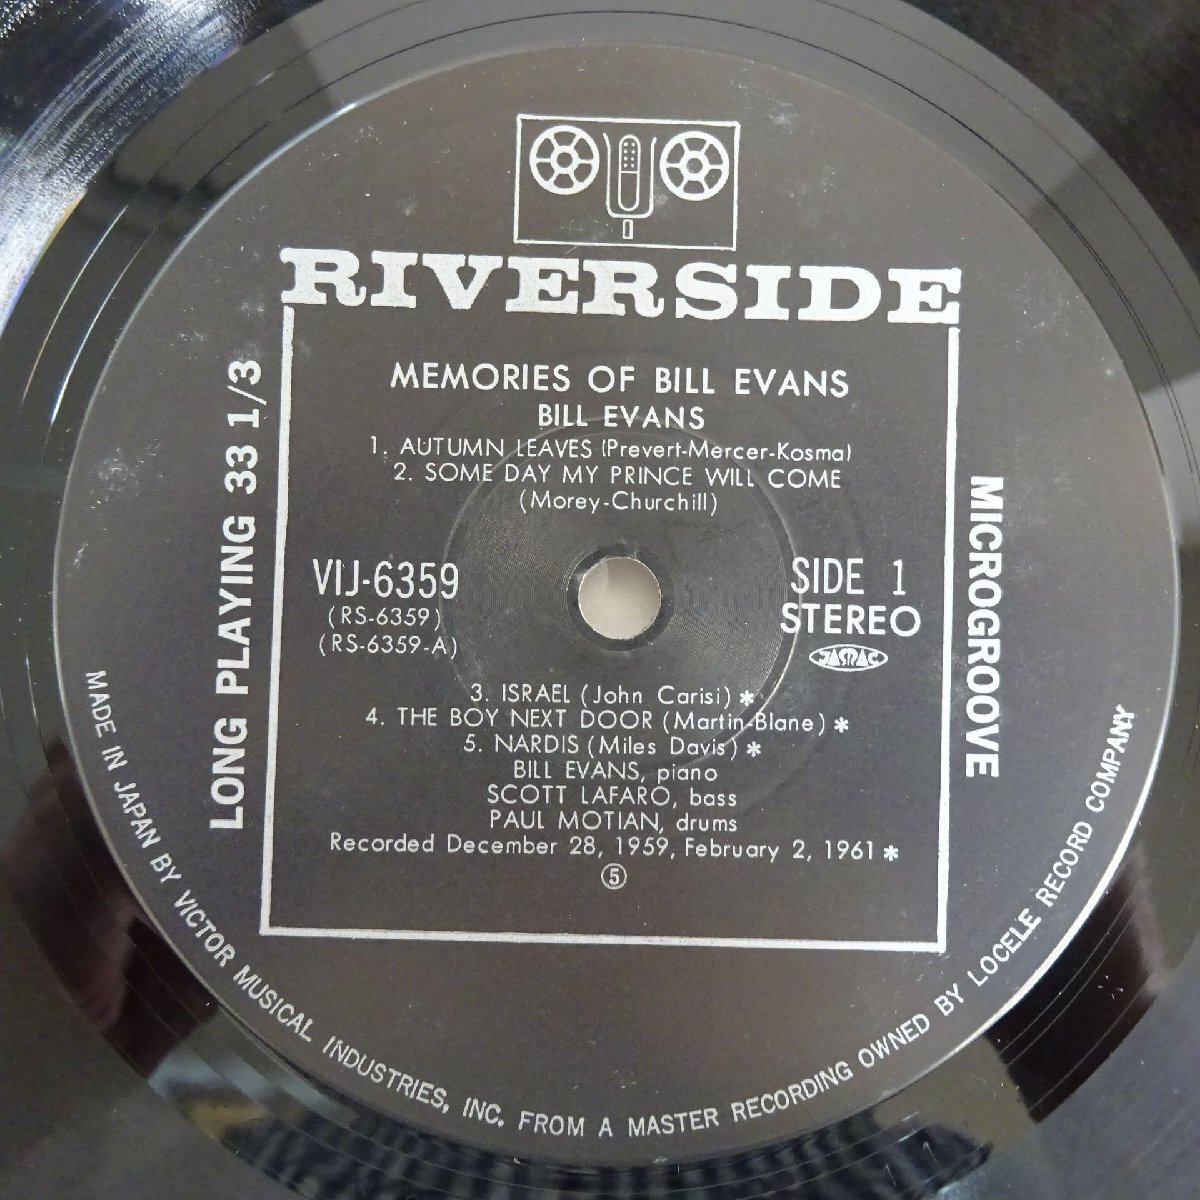 RIVERSIDE
MEMORIES OF BILL EVANS
BILL EVANS
1. AUTUMN LEAVES (Prevert-Mercer-Kosma)
2. SOME DAY MY PRINCE WILL COME
(Morey-Churchill)
VIJ-6359
(RS-6359)
(RS-6359-A)
SIDE 1
STEREO
JASRAC
3. ISRAEL (John Carisi) *
4. THE BOY NEXT DOOR (Martin-Blane) *
5. NARDIS (Miles Davis) *
BILL EVANS, piano
SCOTT LAFARO, bass
PAUL MOTIAN, drums
Recorded December 28, 1959, February 2, 1961 *
⑤
LONG PLAYING 33 1/3
MICROGROOVE
MADE IN JAPAN BY VICTOR MUSICAL INDUSTRIES, INC. FROM A MASTER RECORDING OWNED BY LOCELE RECORD COMPANY